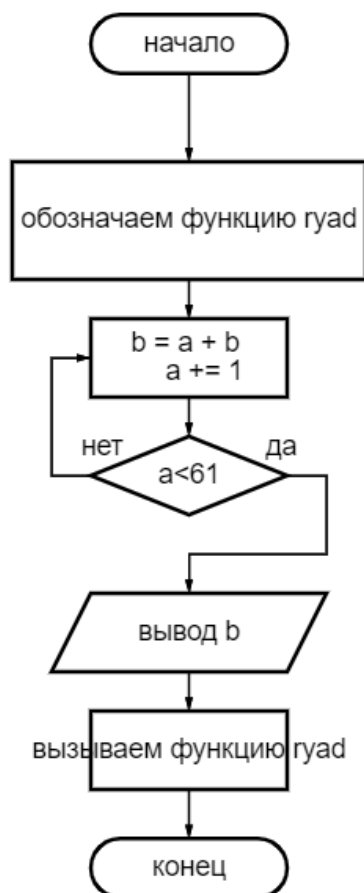 начало
обозначаем функцию ryad
b = a + b
a += 1
нет
да
a<61
вывод b
вызываем функцию ryad
конец